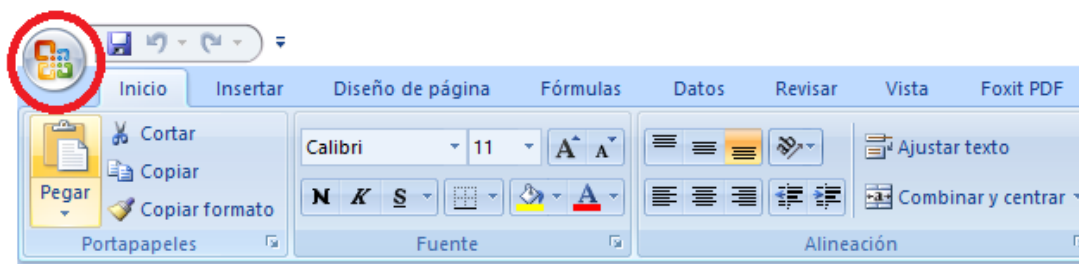 Inicio Insertar Diseño de página Fórmulas Datos Revisar Vista Foxit PDF
Cortar
Calibri 11 A A Ajustar texto
Copiar
Pegar
N K S A Combinar y centrar
Copiar formato
Portapapeles Fuente Alineación